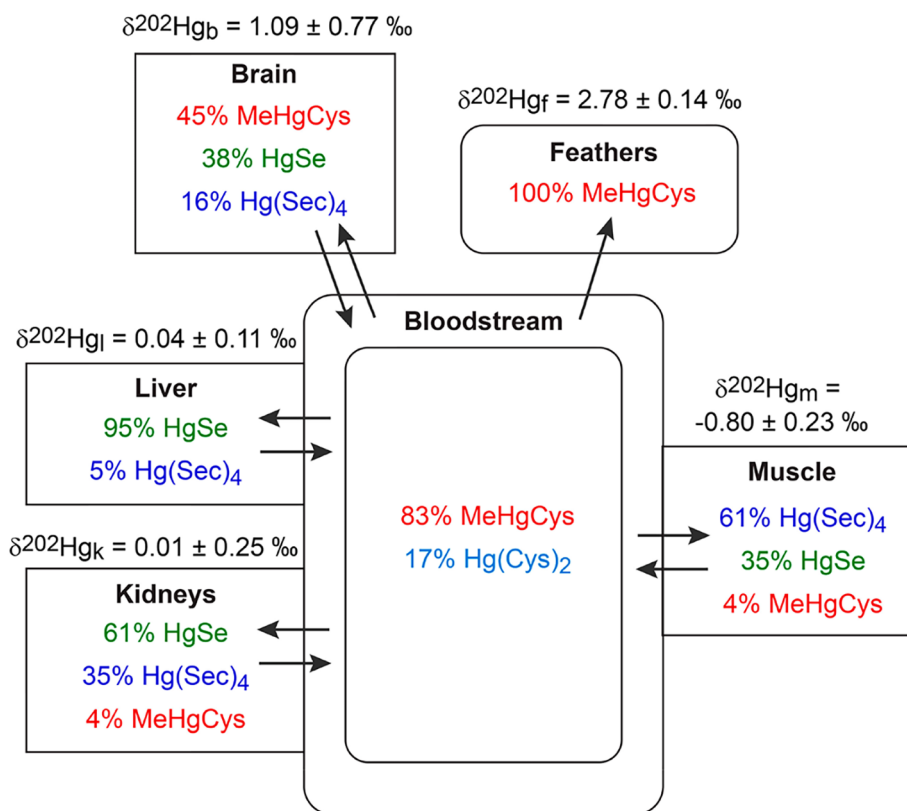 δ202Hgb = 1.09 ± 0.77 ‰
Brain
45% MeHgCys
38% HgSe
16% Hg(Sec)4
δ202Hgf = 2.78 ± 0.14 ‰
Feathers
100% MeHgCys
Bloodstream
83% MeHgCys
17% Hg(Cys)2
δ202Hgl = 0.04 ± 0.11 ‰
Liver
95% HgSe
5% Hg(Sec)4
δ202Hgk = 0.01 ± 0.25 ‰
Kidneys
61% HgSe
35% Hg(Sec)4
4% MeHgCys
δ202Hgm =
-0.80 ± 0.23 ‰
Muscle
61% Hg(Sec)4
35% HgSe
4% MeHgCys